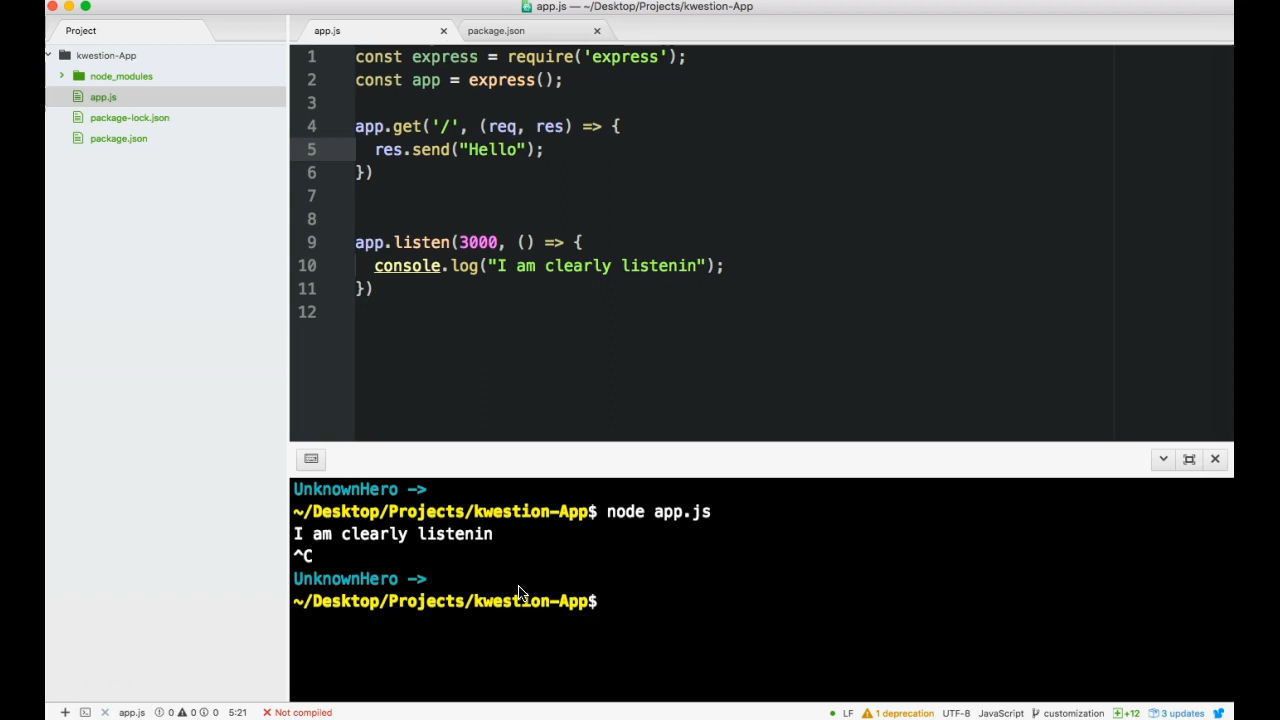 app.js — ~/Desktop/Projects/kwestion-App
Project
app.js
package.json
kwestion-App
node_modules
app.js
package-lock.json
package.json
1 const express = require('express');
2 const app = express();
3
4 app.get('/', (req, res) => {
5 res.send("Hello");
6 })
7
8
9 app.listen(3000, () => {
10 console.log("I am clearly listenin");
11 })
12
UnknownHero ->
~/Desktop/Projects/kwestion-App$ node app.js
I am clearly listenin
^C
UnknownHero ->
~/Desktop/Projects/kwestion-App$
app.js 0 0 0 5:21 Not compiled LF 1 deprecation UTF-8 JavaScript customization +12 3 updates